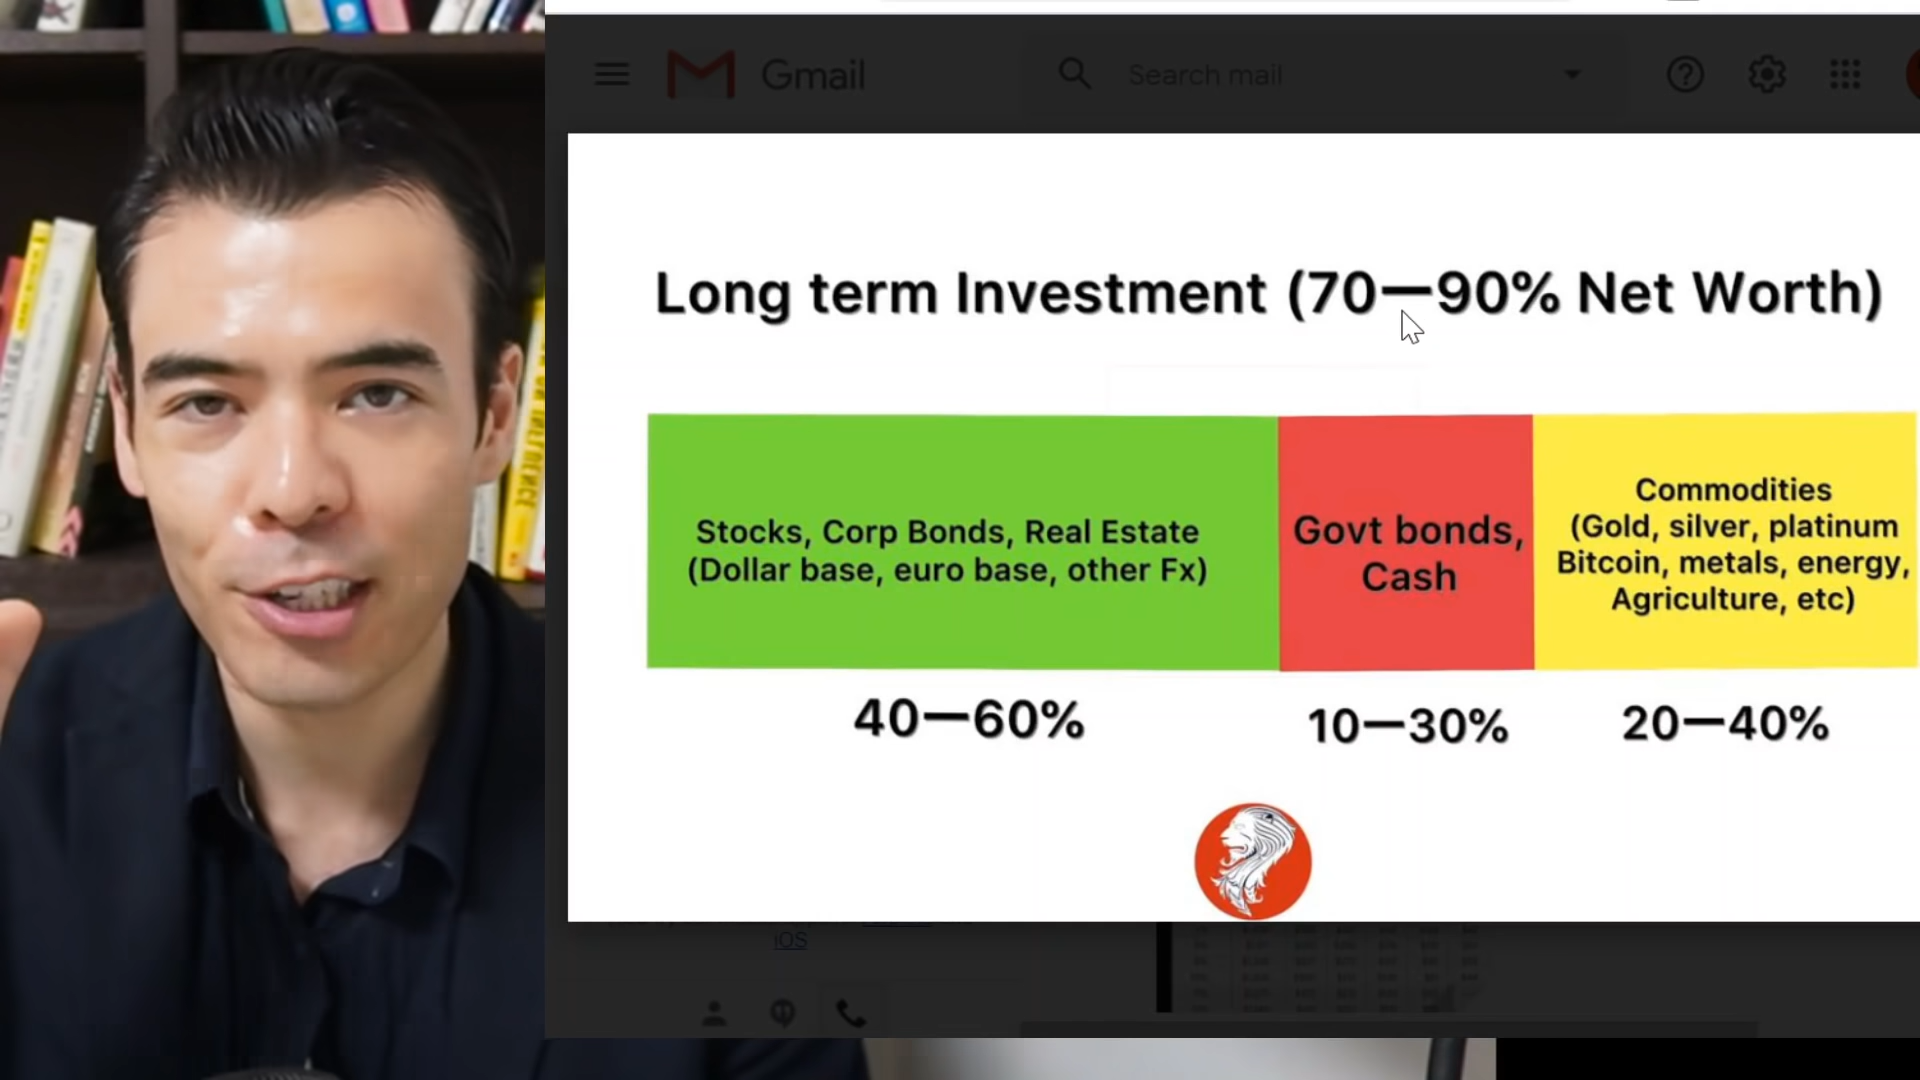 Gmail
Search mail
Long term Investment (70—90% Net Worth)
Stocks, Corp Bonds, Real Estate
(Dollar base, euro base, other Fx)
Govt bonds,
Cash
Commodities
(Gold, silver, platinum
Bitcoin, metals, energy,
Agriculture, etc)
40—60%
10—30%
20—40%
iOS